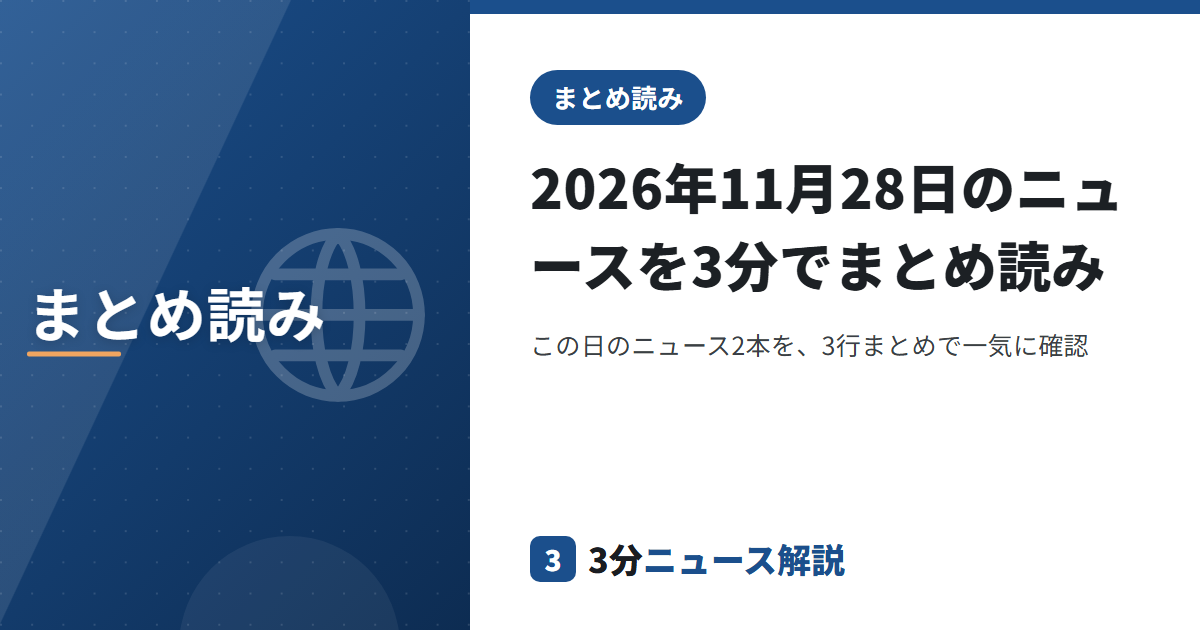 まとめ読み
まとめ読み
2026年11月28日のニュ
ースを3分でまとめ読み
この日のニュース2本を、3行まとめで一気に確認
3 3分ニュース解説